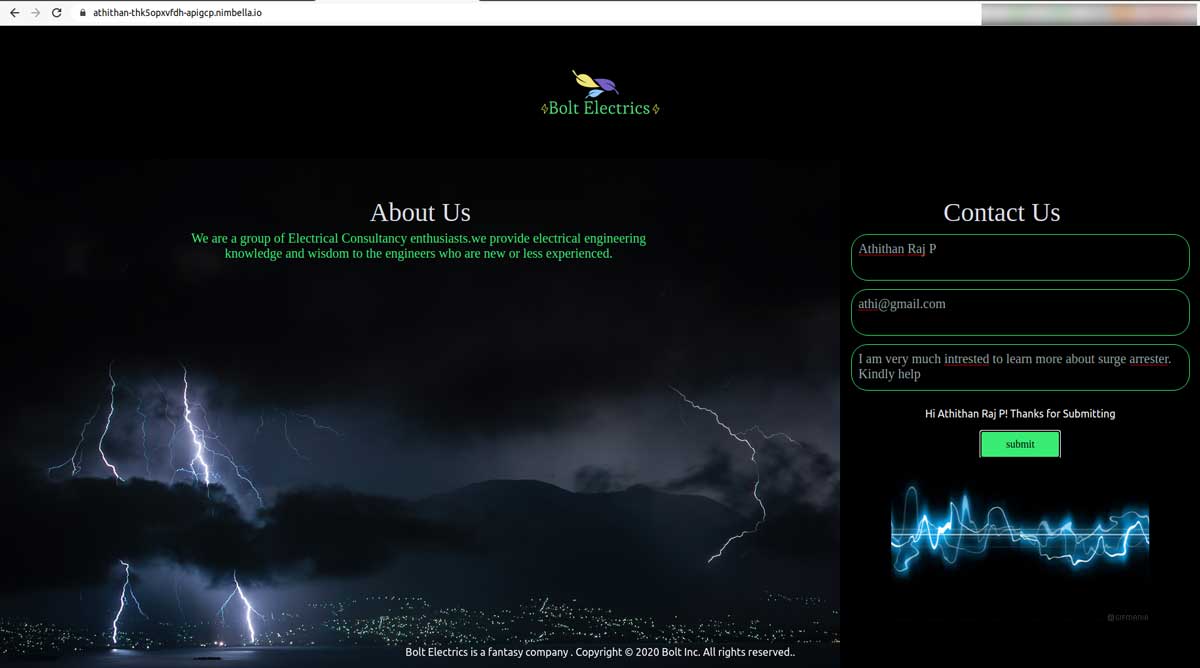 athithan-thk5opxvfdh-apigcp.nimbella.io
Bolt Electrics
About Us
We are a group of Electrical Consultancy enthusiasts.we provide electrical engineering
knowledge and wisdom to the engineers who are new or less experienced.
Contact Us
Athithan Raj P
athi@gmail.com
I am very much intrested to learn more about surge arrester.
Kindly help
Hi Athithan Raj P! Thanks for Submitting
submit
GIFMANIA
Bolt Electrics is a fantasy company . Copyright © 2020 Bolt Inc. All rights reserved..